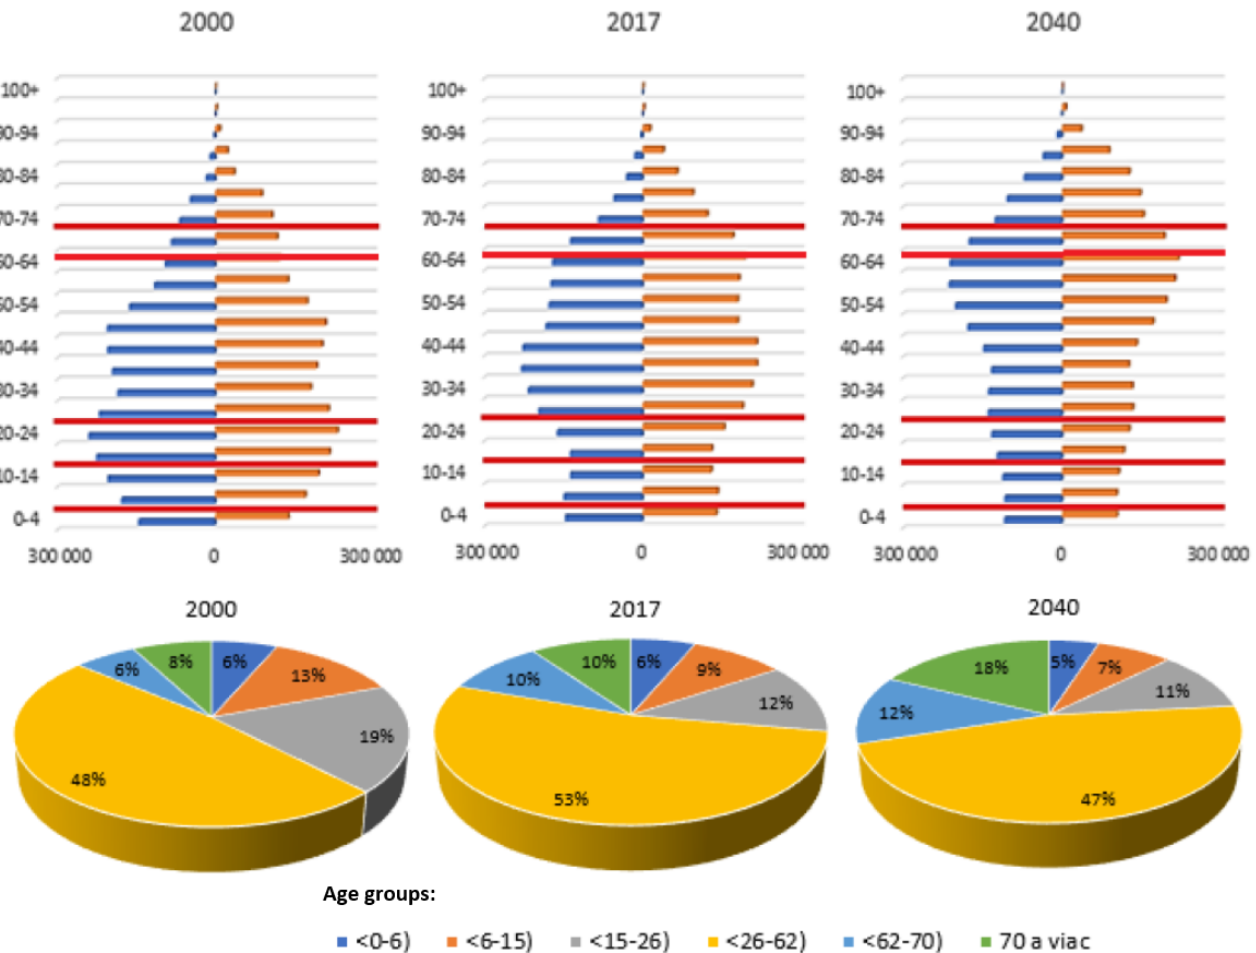 2000 2017 2040
100+ 100+ 100+
90-94 90-94 90-94
80-84 80-84 80-84
70-74 70-74 70-74
60-64 60-64 60-64
50-54 50-54 50-54
40-44 40-44 40-44
30-34 30-34 30-34
20-24 20-24 20-24
10-14 10-14 10-14
0-4 0-4 0-4
300 000 0 300 000 300 000 0 300 000 300 000 0 300 000
2000 2017 2040
6% 8% 6% 13% 19% 48%
10% 10% 6% 9% 12% 53%
12% 18% 5% 7% 11% 47%
Age groups:
<0-6) <6-15) <15-26) <26-62) <62-70) 70 a viac